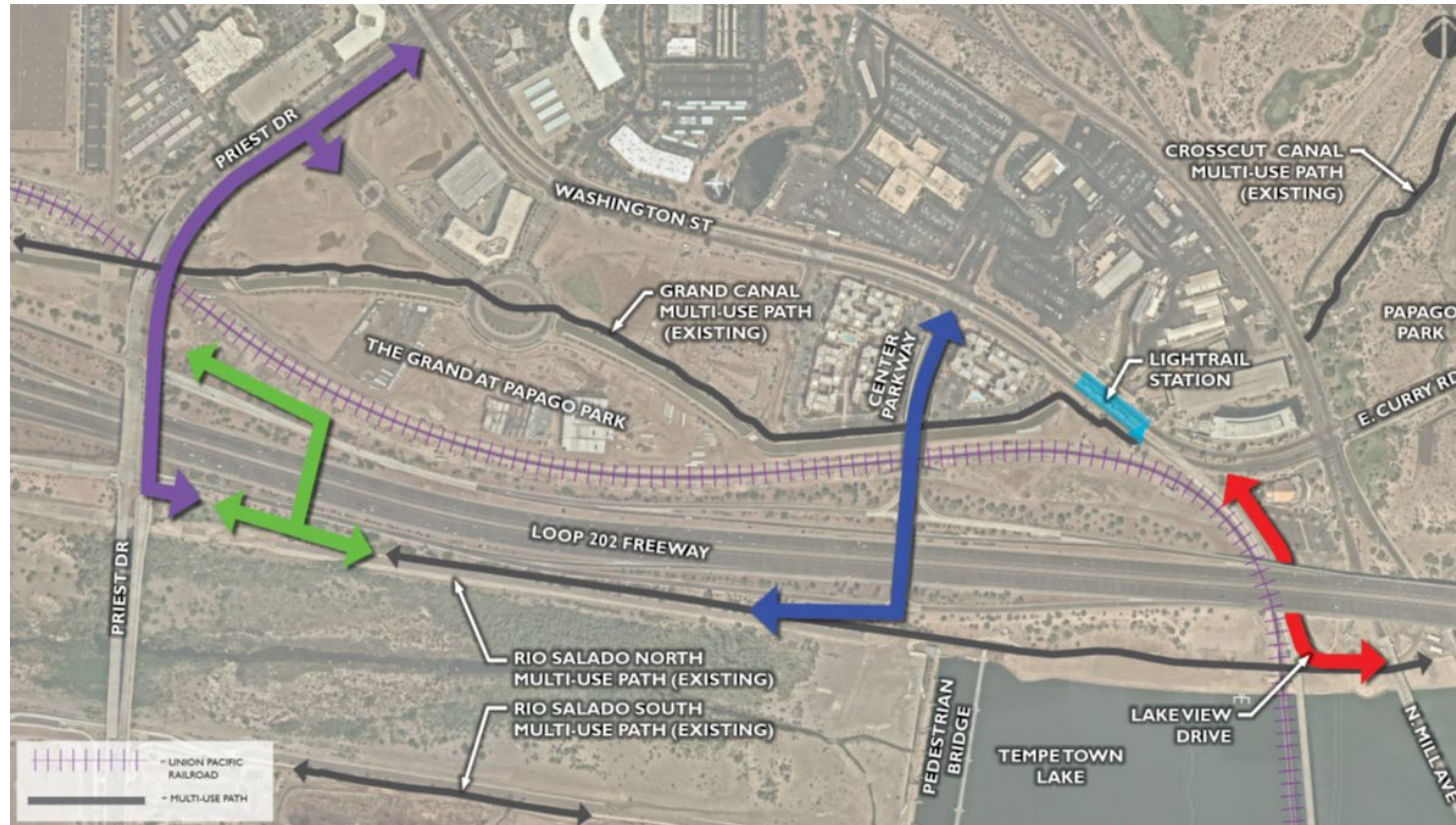 PRIEST DR
WASHINGTON ST
CROSSCUT CANAL
MULTI-USE PATH
(EXISTING)
GRAND CANAL
MULTI-USE PATH
(EXISTING)
PAPAGO
PARK
THE GRAND AT PAPAGO PARK
CENTER
PARKWAY
LIGHTRAIL
STATION
E. CURRY RD
LOOP 202 FREEWAY
PRIEST DR
RIO SALADO NORTH
MULTI-USE PATH (EXISTING)
RIO SALADO SOUTH
MULTI-USE PATH (EXISTING)
PEDESTRIAN
BRIDGE
TEMPE TOWN
LAKE
LAKE VIEW
DRIVE
N. MILL AVE
- UNION PACIFIC
RAILROAD
- MULTI-USE PATH